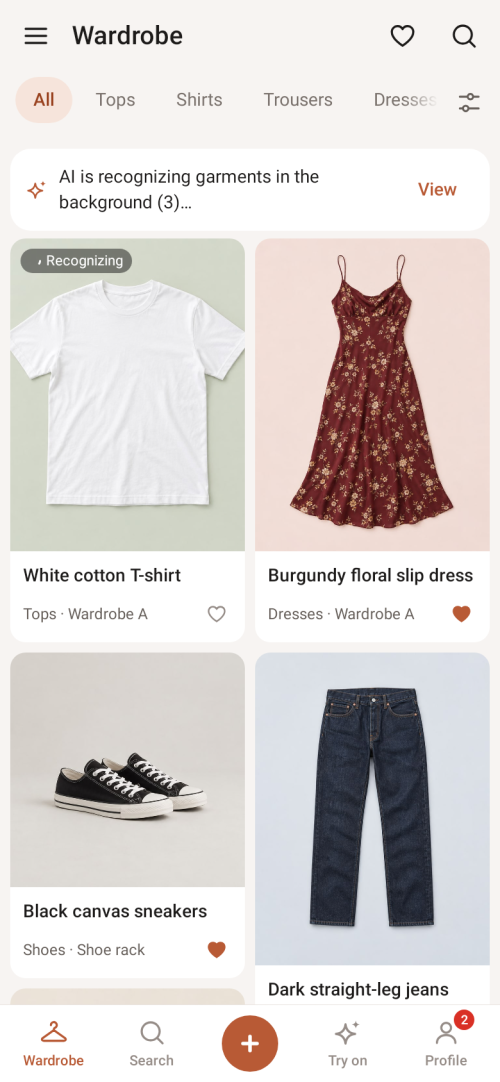 Wardrobe
All
Tops
Shirts
Trousers
Dresses
AI is recognizing garments in the
background (3)…
View
Recognizing
White cotton T-shirt
Tops · Wardrobe A
Burgundy floral slip dress
Dresses · Wardrobe A
Black canvas sneakers
Shoes · Shoe rack
Dark straight-leg jeans
Wardrobe
Search
Try on
2
Profile